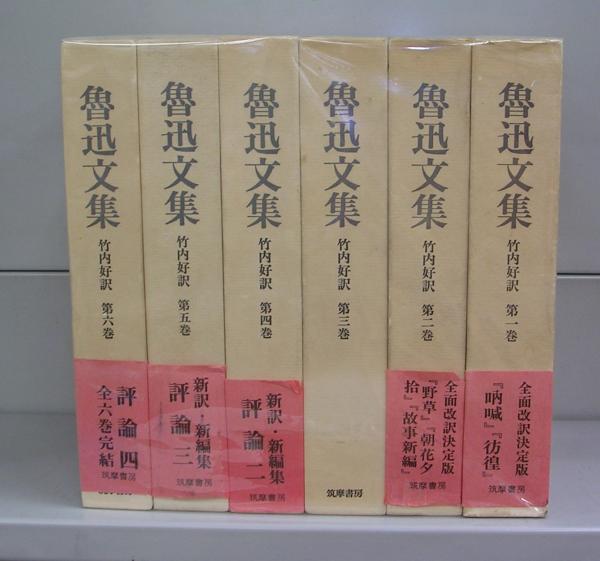 魯迅文集
竹内好訳 第一巻
全面改訳決定版
『吶喊』『彷徨』
筑摩書房
魯迅文集
竹内好訳 第二巻
全面改訳決定版
『野草』『朝花夕
拾』『故事新編』
筑摩書房
魯迅文集
竹内好訳 第三巻
筑摩書房
魯迅文集
竹内好訳 第四巻
新訳・新編集
評論 二
筑摩書房
魯迅文集
竹内好訳 第五巻
新訳・新編集
評論 三
筑摩書房
魯迅文集
竹内好訳 第六巻
評論 四
全六巻完結
筑摩書房